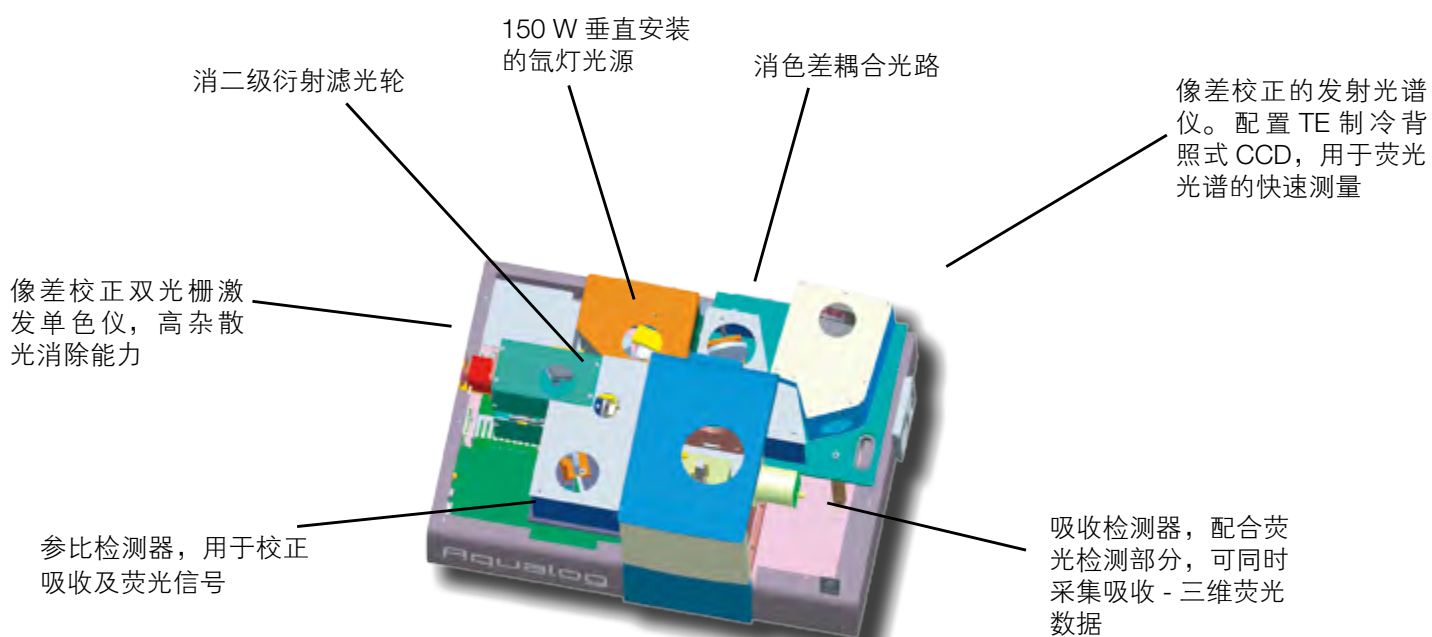 150 W 垂直安装
的氙灯光源
消色差耦合光路
消二级衍射滤光轮
像差校正的发射光谱
仪。配置 TE 制冷背
照式 CCD，用于荧光
光谱的快速测量
像差校正双光栅激
发单色仪，高杂散
光消除能力
参比检测器，用于校正
吸收及荧光信号
Aqualog
吸收检测器，配合荧
光检测部分，可同时
采集吸收 - 三维荧光
数据